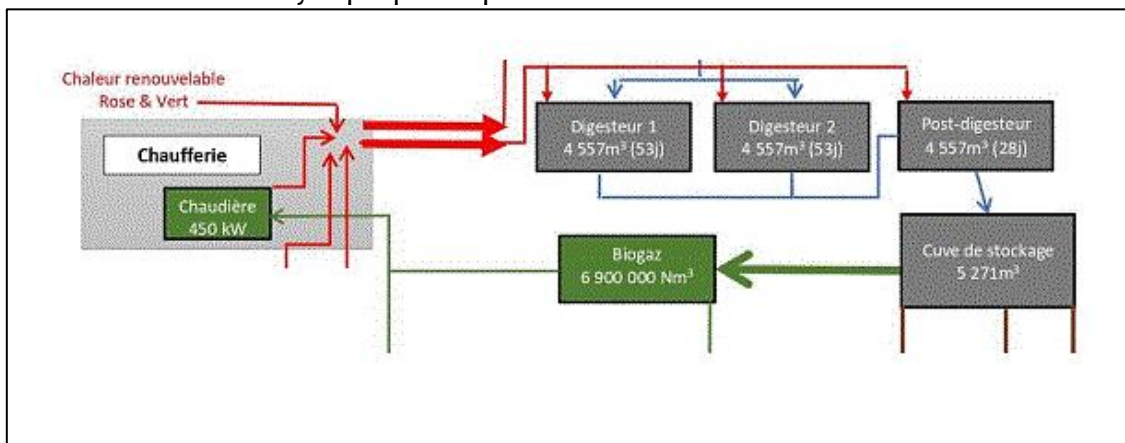 Chaleur renouvelable
Rose & Vert
Chaufferie
Chaudière
450 kW
Digesteur 1
4 557m³ (53j)
Digesteur 2
4 557m³ (53j)
Post-digesteur
4 557m³ (28j)
Biogaz
6 900 000 Nm³
Cuve de stockage
5 271m³